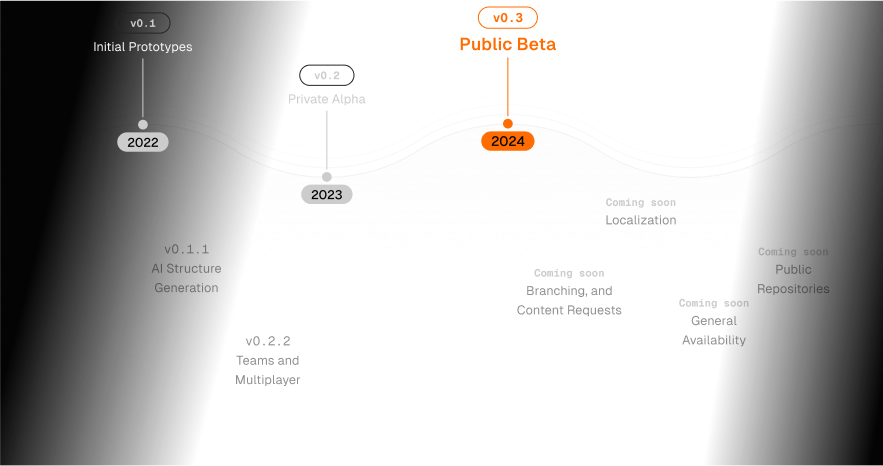 v0.1
Initial Prototypes
2022
v0.2
Private Alpha
2023
v0.3
Public Beta
2024
v0.1.1
AI Structure
Generation
v0.2.2
Teams and
Multiplayer
Coming soon
Branching, and
Content Requests
Coming soon
Localization
Coming soon
General
Availability
Coming soon
Public
Repositories